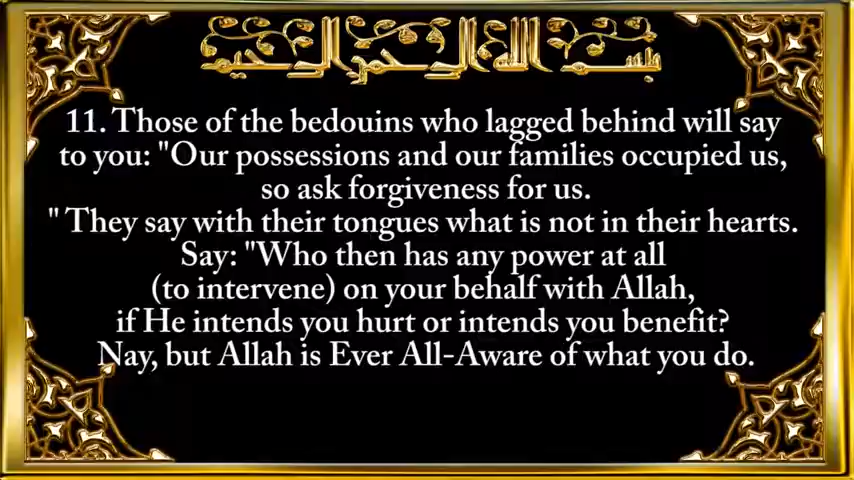 بسم الله الرحمن الرحيم
11. Those of the bedouins who lagged behind will say
to you: "Our possessions and our families occupied us,
so ask forgiveness for us.
" They say with their tongues what is not in their hearts.
Say: "Who then has any power at all
(to intervene) on your behalf with Allah,
if He intends you hurt or intends you benefit?
Nay, but Allah is Ever All-Aware of what you do.